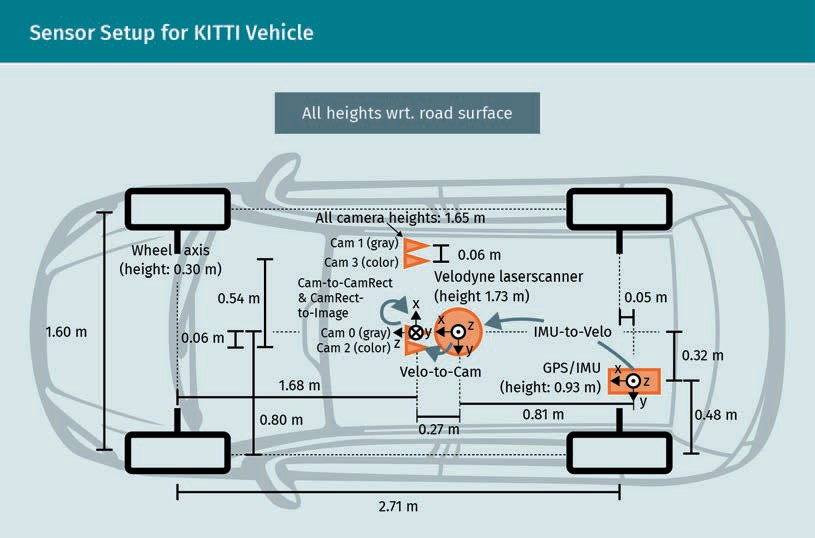 Sensor Setup for KITTI Vehicle
All heights wrt. road surface
All camera heights: 1.65 m
Cam 1 (gray)
Cam 3 (color)
0.06 m
Wheel axis
(height: 0.30 m)
Velodyne laserscanner
(height 1.73 m)
Cam-to-CamRect
& CamRect-
to-Image
0.54 m
0.05 m
x
x
z
y
y
z
1.60 m
0.06 m
Cam 0 (gray)
Cam 2 (color)
IMU-to-Velo
Velo-to-Cam
0.32 m
GPS/IMU
(height: 0.93 m)
x
z
y
1.68 m
0.80 m
0.27 m
0.81 m
0.48 m
2.71 m